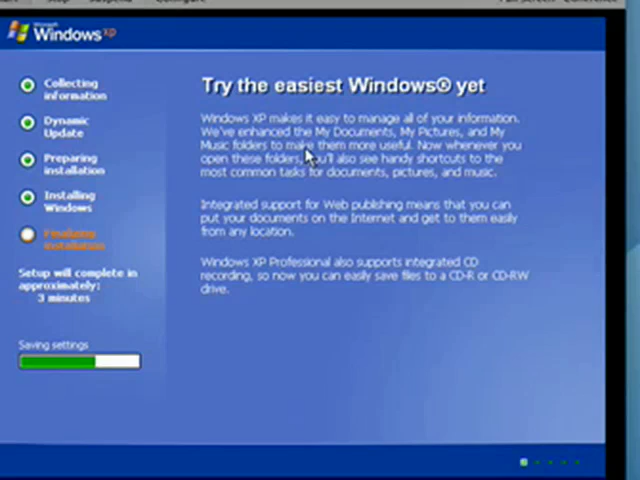 Microsoft
Windows xp
Collecting
information
Dynamic
Update
Preparing
installation
Installing
Windows
Finalizing
installation
Setup will complete in
approximately:
3 minutes
Saving settings
Try the easiest Windows® yet
Windows XP makes it easy to manage all of your information.
We've enhanced the My Documents, My Pictures, and My
Music folders to make them more useful. Now whenever you
open these folders, you'll also see handy shortcuts to the
most common tasks for documents, pictures, and music.
Integrated support for Web publishing means that you can
put your documents on the Internet and get to them easily
from any location.
Windows XP Professional also supports integrated CD
recording, so now you can easily save files to a CD-R or CD-RW
drive.